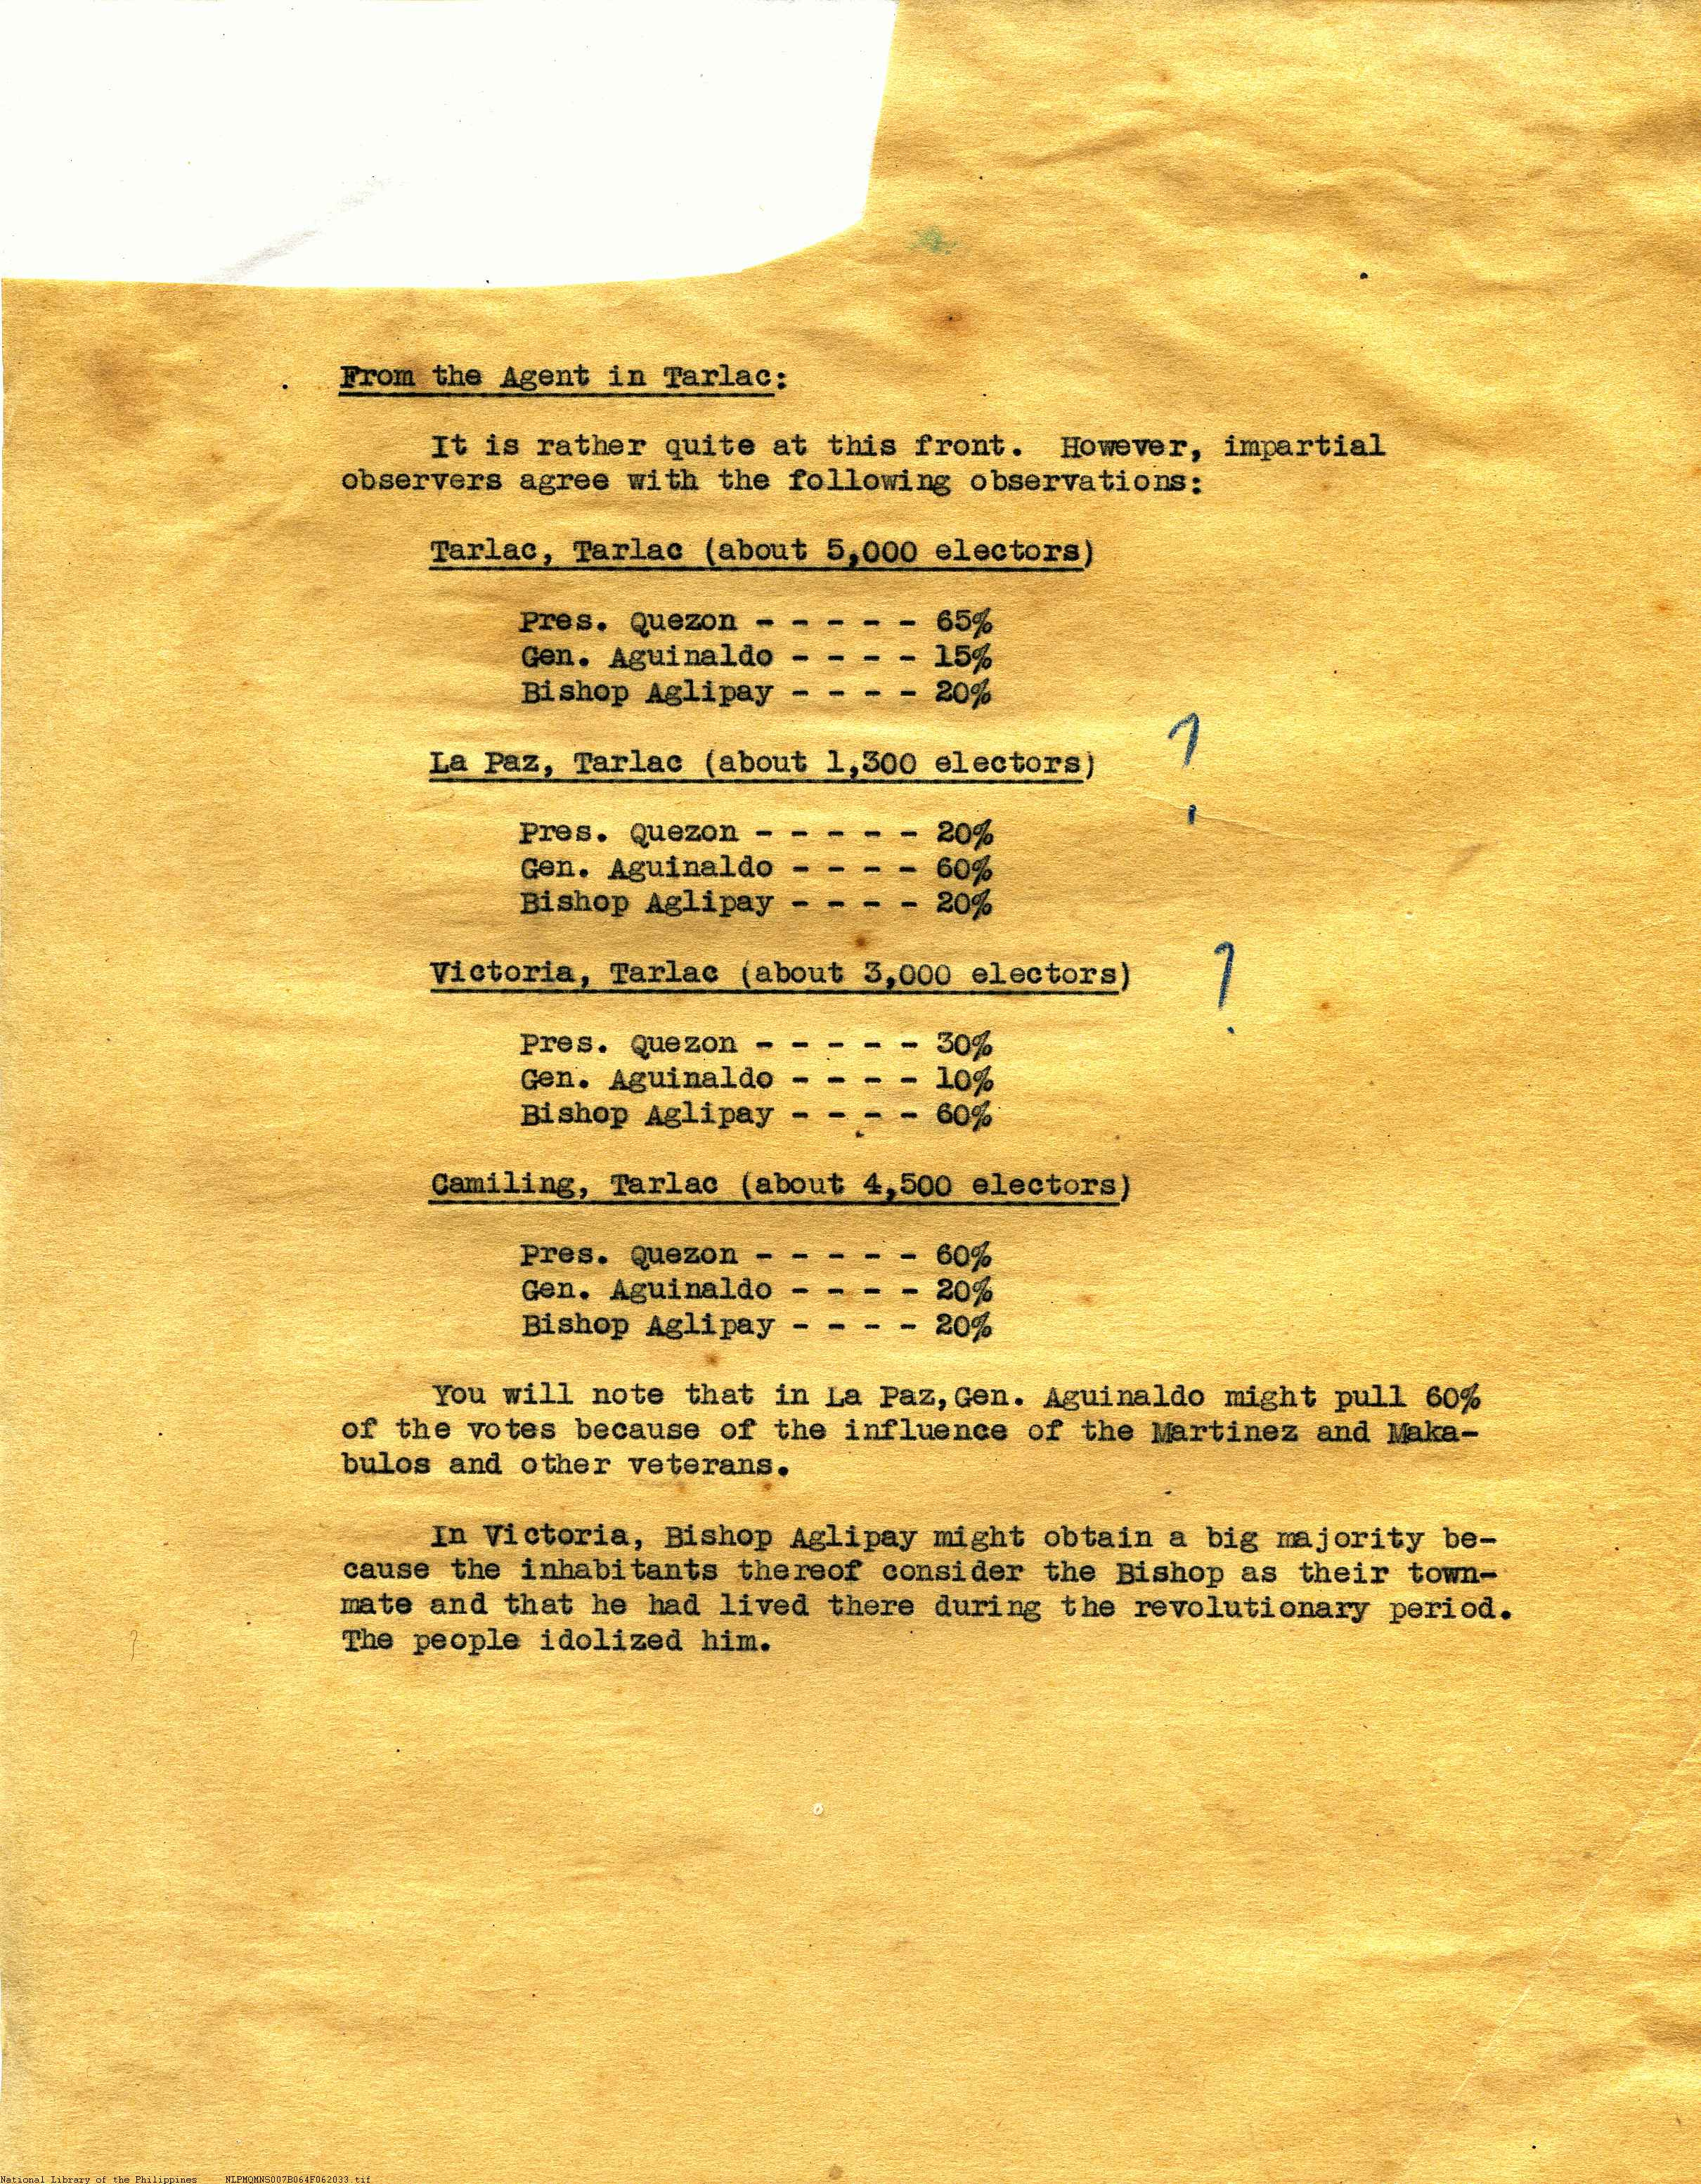 From the Agent in Tarlac:
It is rather quite at this front. However, impartial
observers agree with the following observations:
Tarlac, Tarlac (about 5,000 electors)
Pres. Quezon - - - - - 65%
Gen. Aguinaldo - - - - 15%
Bishop Aglipay - - - - 20%
?
La Paz, Tarlac (about 1,300 electors)
Pres. Quezon - - - - - 20%
Gen. Aguinaldo - - - - 60%
Bishop Aglipay - - - - 20%
Victoria, Tarlac (about 3,000 electors) ?
Pres. Quezon - - - - - 30%
Gen. Aguinaldo - - - - 10%
Bishop Aglipay - - - - 60%
Camiling, Tarlac (about 4,500 electors)
Pres. Quezon - - - - - 60%
Gen. Aguinaldo - - - - 20%
Bishop Aglipay - - - - 20%
You will note that in La Paz, Gen. Aguinaldo might pull 60%
of the votes because of the influence of the Martinez and Maka-
bulos and other veterans.
In Victoria, Bishop Aglipay might obtain a big majority be-
cause the inhabitants thereof consider the Bishop as their town-
mate and that he had lived there during the revolutionary period.
The people idolized him.
National Library of the Philippines NLPMQMNS007B064F062033.tif